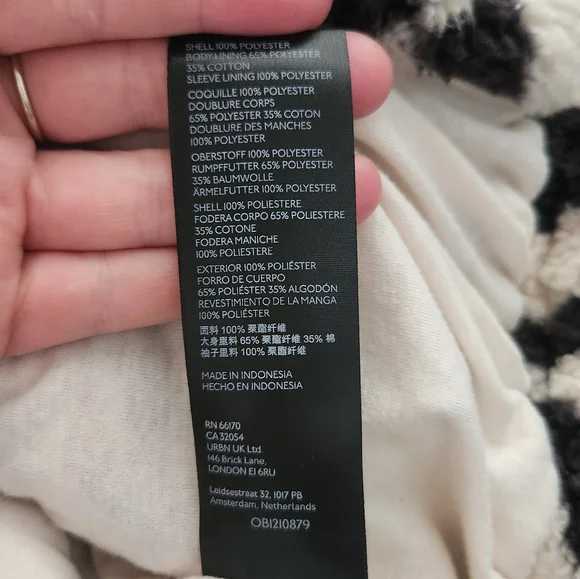 SHELL 100% POLYESTER
BODY LINING 65% POLYESTER
35% COTTON
SLEEVE LINING 100% POLYESTER
COQUILLE 100% POLYESTER
DOUBLURE CORPS
65% POLYESTER 35% COTON
DOUBLURE DES MANCHES
100% POLYESTER
OBERSTOFF 100% POLYESTER
RUMPFFUTTER 65% POLYESTER
35% BAUMWOLLE
ÄRMELFUTTER 100% POLYESTER
SHELL 100% POLIESTERE
FODERA CORPO 65% POLIESTERE
35% COTONE
FODERA MANICHE
100% POLIESTERE
EXTERIOR 100% POLIÉSTER
FORRO DE CUERPO
65% POLIÉSTER 35% ALGODÓN
REVESTIMIENTO DE LA MANGA
100% POLIÉSTER
面料 100% 聚酯纤维
大身里料 65% 聚酯纤维 35% 棉
袖子里料 100% 聚酯纤维
MADE IN INDONESIA
HECHO EN INDONESIA
RN 66170
CA 32054
URBN UK Ltd.
146 Brick Lane,
LONDON E1 6RU
Leidsestraat 32, 1017 PB
Amsterdam, Netherlands
OB1210879